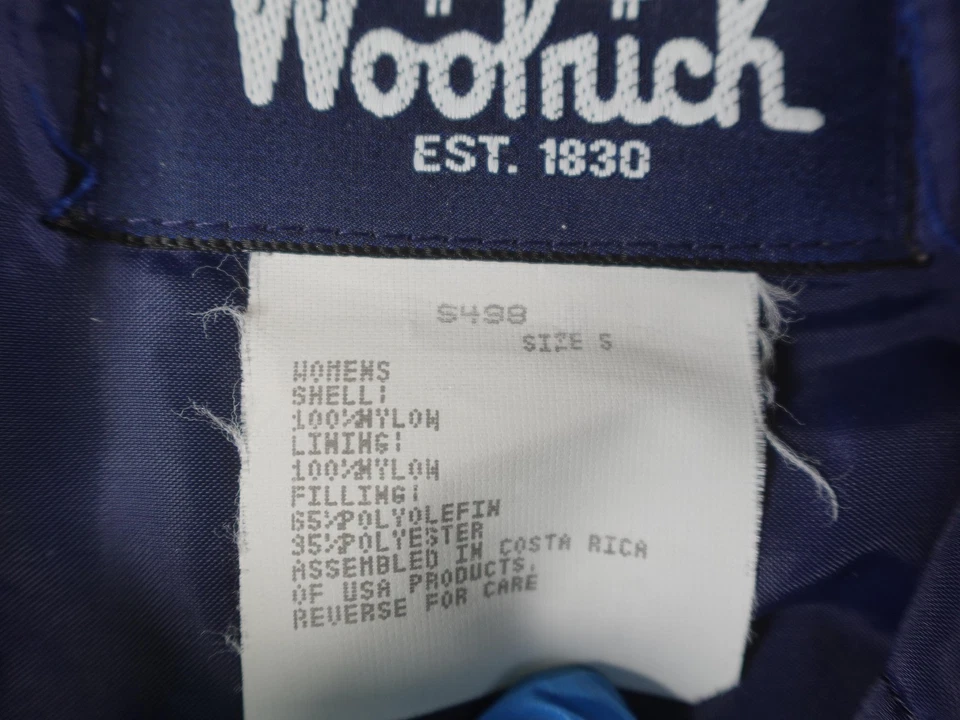 Woolrich
EST. 1830
S498
SIZE S
WOMENS
SHELL:
100%NYLON
LINING:
100%NYLON
FILLING:
65%POLYOLEFIN
35%POLYESTER
ASSEMBLED IN COSTA RICA
OF USA PRODUCTS.
REVERSE FOR CARE